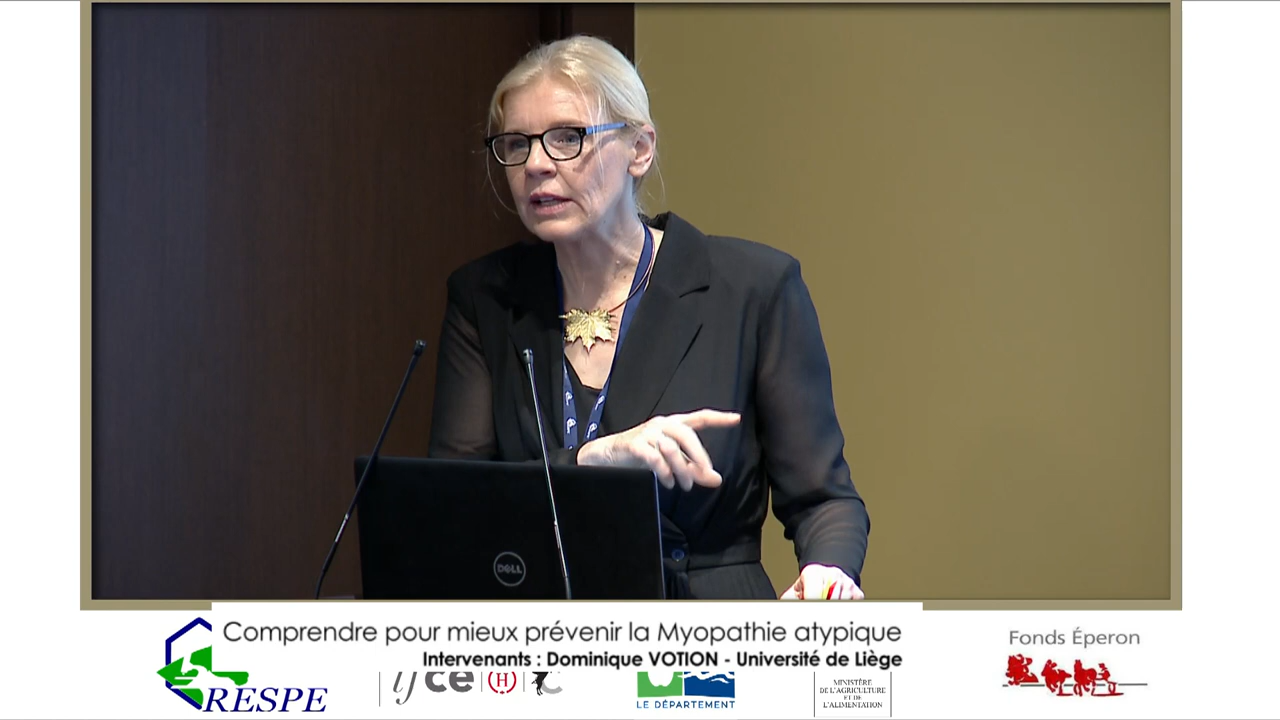 DELL
Comprendre pour mieux prévenir la Myopathie atypique
Intervenants : Dominique VOTION - Université de Liège
RESPE
Fonds Éperon
LE DÉPARTEMENT
MINISTÈRE
DE L'AGRICULTURE
ET DE
L'ALIMENTATION